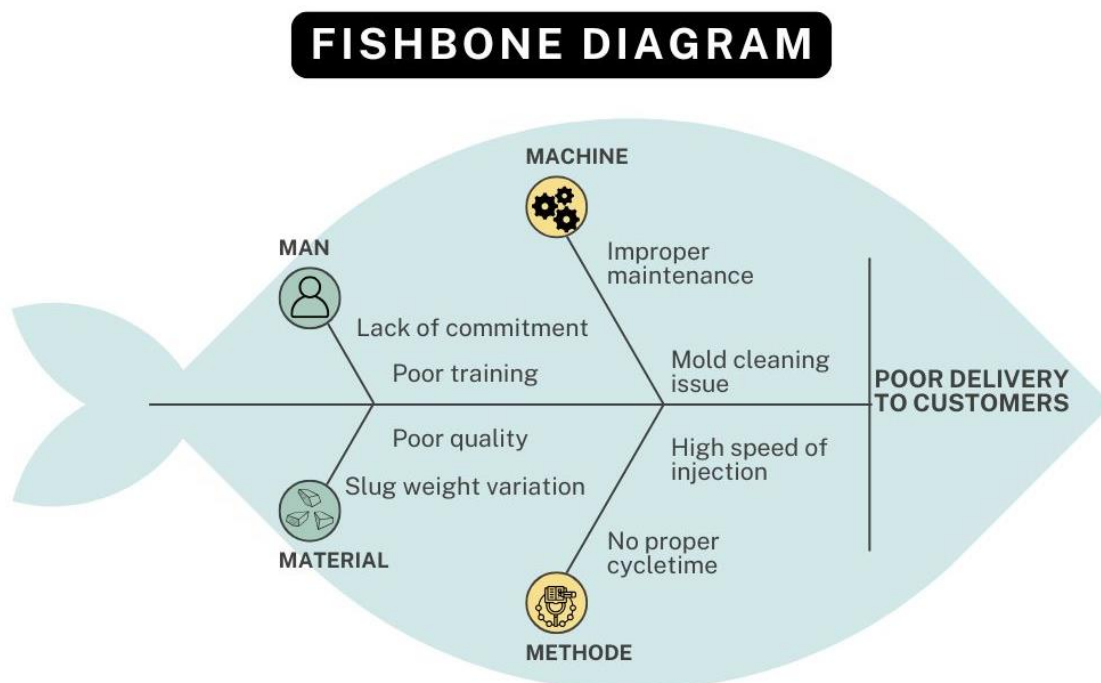 FISHBONE DIAGRAM
MACHINE
Improper
maintenance
MAN
Lack of commitment
Poor training
Mold cleaning
issue
POOR DELIVERY
TO CUSTOMERS
Poor quality
Slug weight variation
High speed of
injection
MATERIAL
No proper
cycletime
METHODE